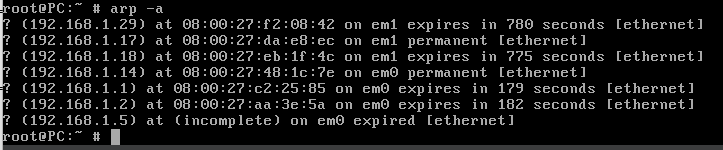 root@PC:~ # arp -a
? (192.168.1.29) at 08:00:27:f2:08:42 on em1 expires in 780 seconds [ethernet]
? (192.168.1.17) at 08:00:27:da:e8:ec on em1 permanent [ethernet]
? (192.168.1.18) at 08:00:27:eb:1f:4c on em1 expires in 775 seconds [ethernet]
? (192.168.1.14) at 08:00:27:48:1c:7e on em0 permanent [ethernet]
? (192.168.1.1) at 08:00:27:c2:25:85 on em0 expires in 179 seconds [ethernet]
? (192.168.1.2) at 08:00:27:aa:3e:5a on em0 expires in 182 seconds [ethernet]
? (192.168.1.5) at (incomplete) on em0 expired [ethernet]
root@PC:~ #